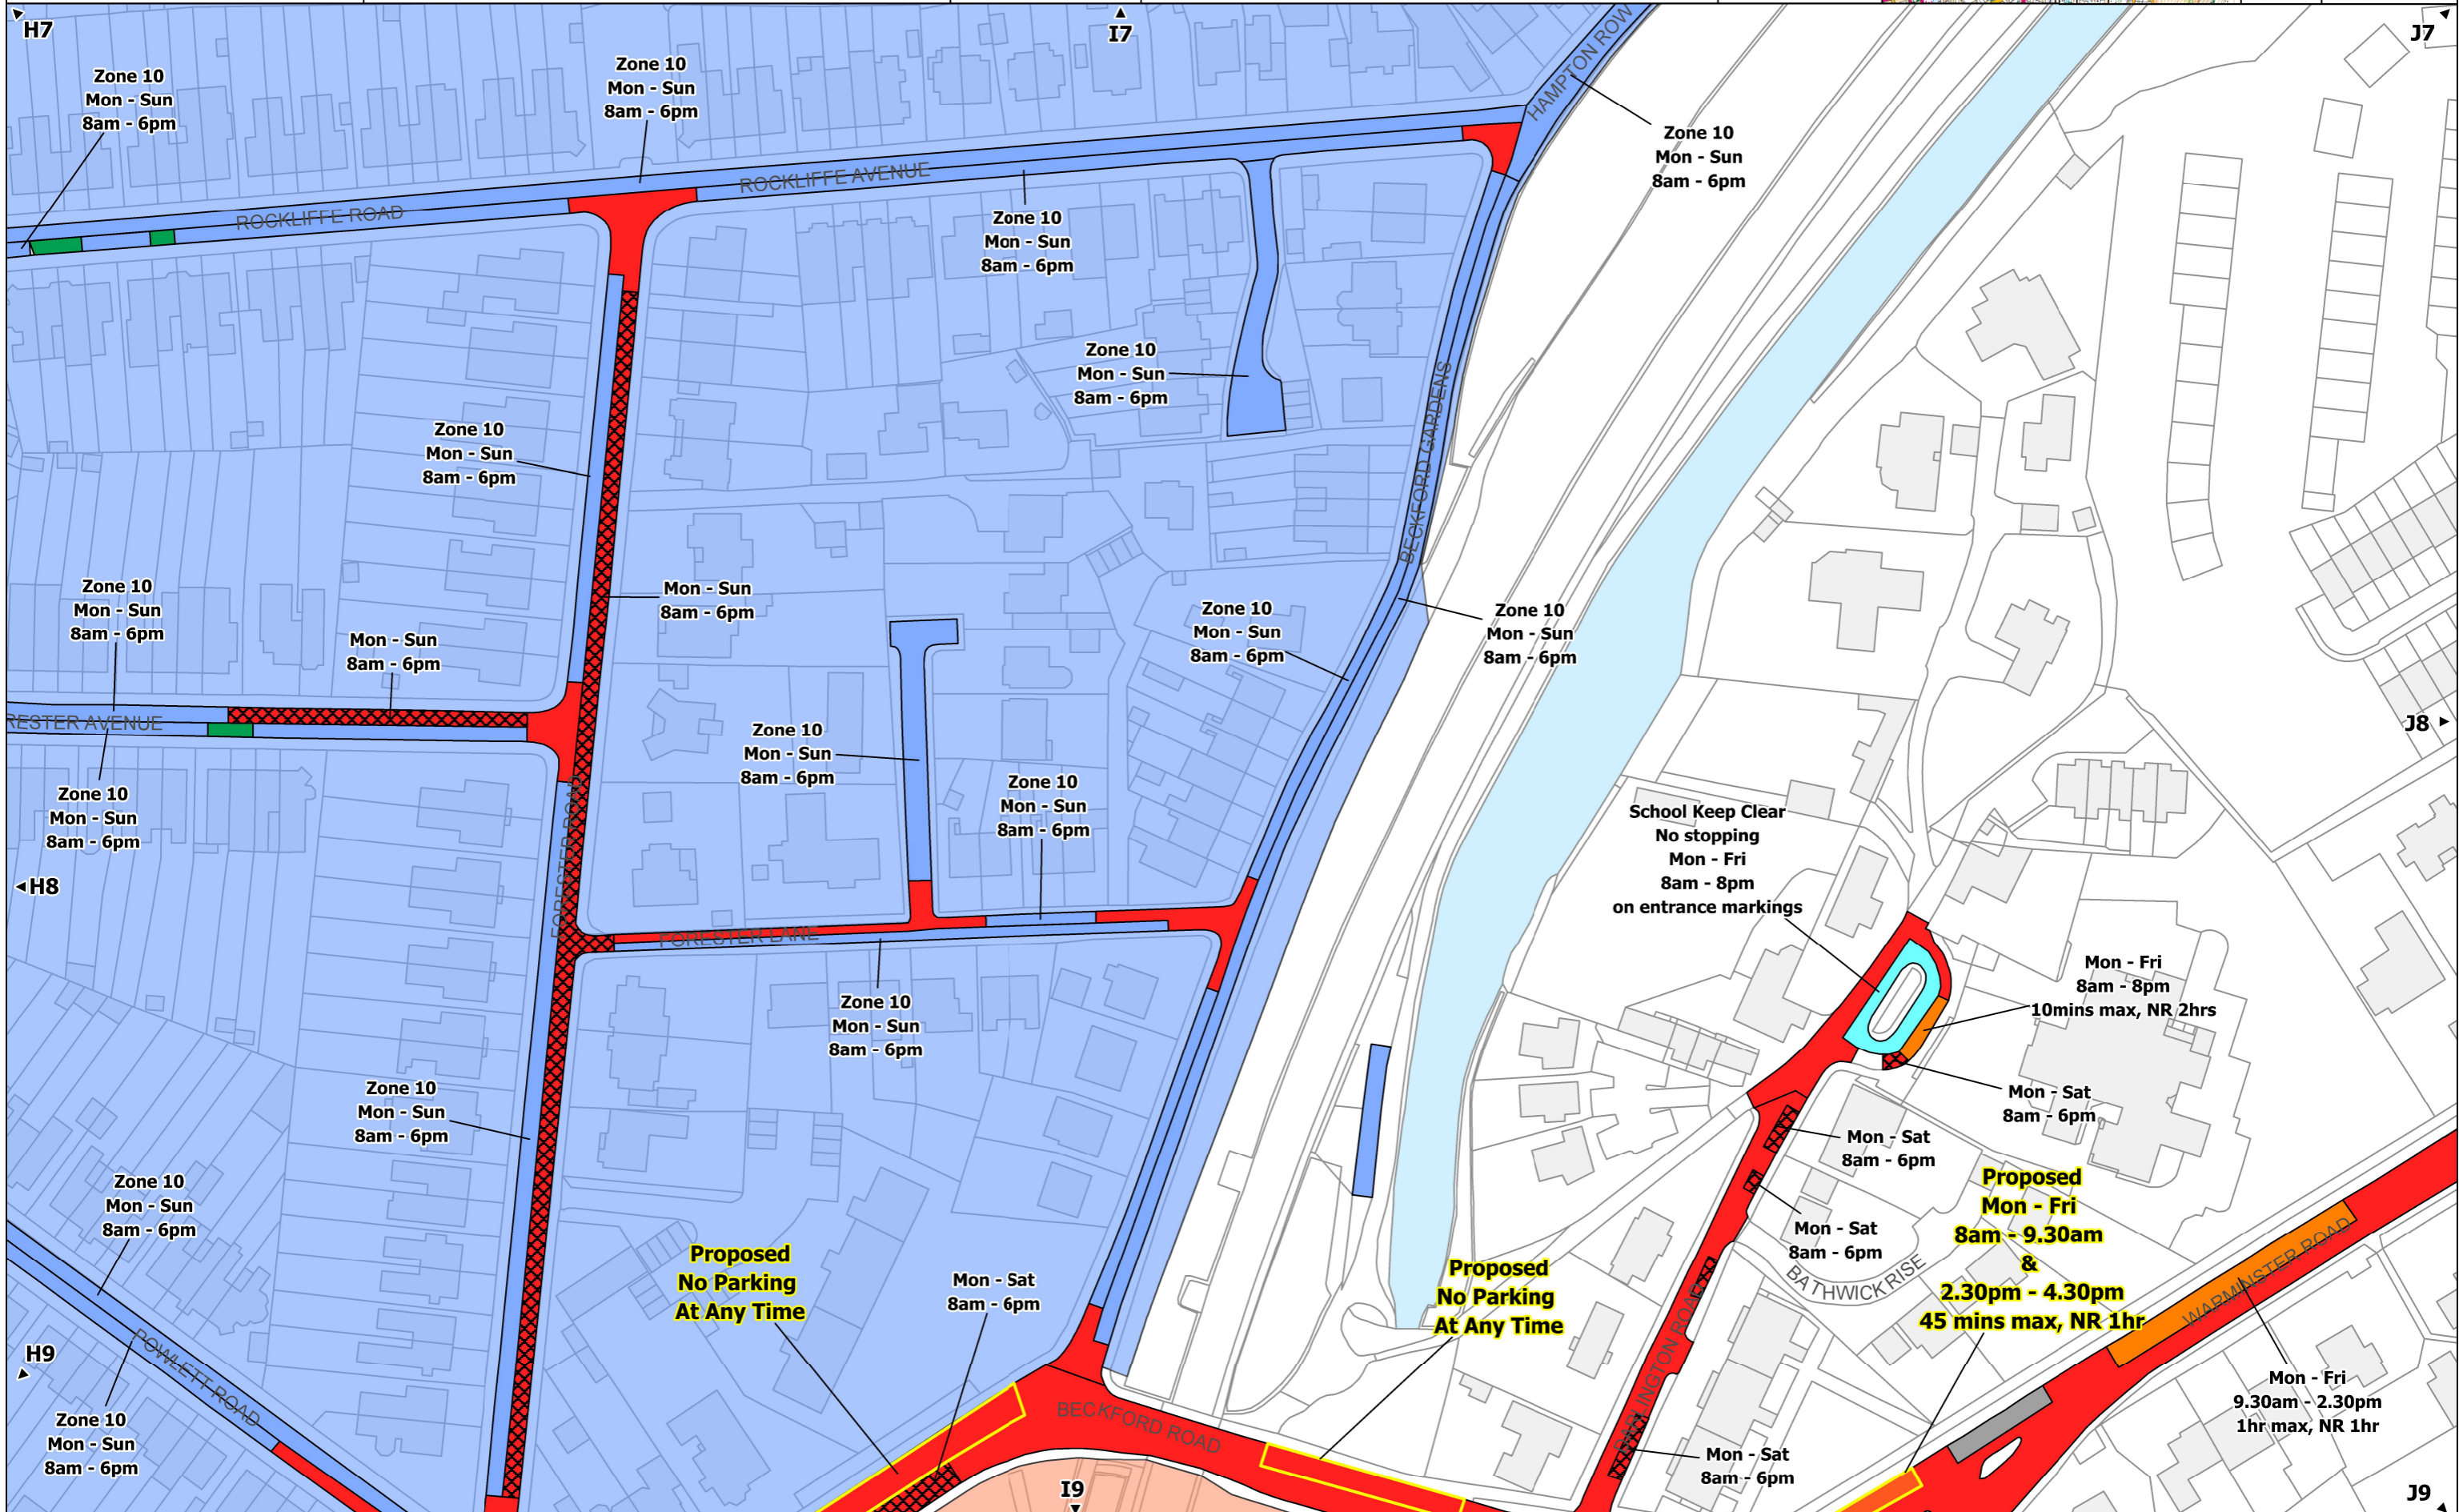 H7
I7
J7
Zone 10
Mon - Sun
8am - 6pm
Zone 10
Mon - Sun
8am - 6pm
HAMPTON ROW
Zone 10
Mon - Sun
8am - 6pm
ROCKLIFFE ROAD
ROCKLIFFE AVENUE
Zone 10
Mon - Sun
8am - 6pm
Zone 10
Mon - Sun
8am - 6pm
BECKFORD GARDENS
Zone 10
Mon - Sun
8am - 6pm
Zone 10
Mon - Sun
8am - 6pm
Mon - Sun
8am - 6pm
Mon - Sun
8am - 6pm
Zone 10
Mon - Sun
8am - 6pm
Zone 10
Mon - Sun
8am - 6pm
RESTER AVENUE
J8
Zone 10
Mon - Sun
8am - 6pm
Zone 10
Mon - Sun
8am - 6pm
Zone 10
Mon - Sun
8am - 6pm
School Keep Clear
No stopping
Mon - Fri
8am - 8pm
on entrance markings
H8
FORESTER ROAD
FORESTER LANE
Mon - Fri
8am - 8pm
10mins max, NR 2hrs
Zone 10
Mon - Sun
8am - 6pm
Zone 10
Mon - Sun
8am - 6pm
Mon - Sat
8am - 6pm
Mon - Sat
8am - 6pm
Zone 10
Mon - Sun
8am - 6pm
Proposed
Mon - Fri
8am - 9.30am
&
2.30pm - 4.30pm
45 mins max, NR 1hr
Mon - Sat
8am - 6pm
BATHWICK RISE
Proposed
No Parking
At Any Time
Mon - Sat
8am - 6pm
Proposed
No Parking
At Any Time
WARMINSTER ROAD
H9
POWLETT ROAD
DARLINGTON ROAD
Mon - Fri
9.30am - 2.30pm
1hr max, NR 1hr
Zone 10
Mon - Sun
8am - 6pm
BECKFORD ROAD
Mon - Sat
8am - 6pm
I9
J9